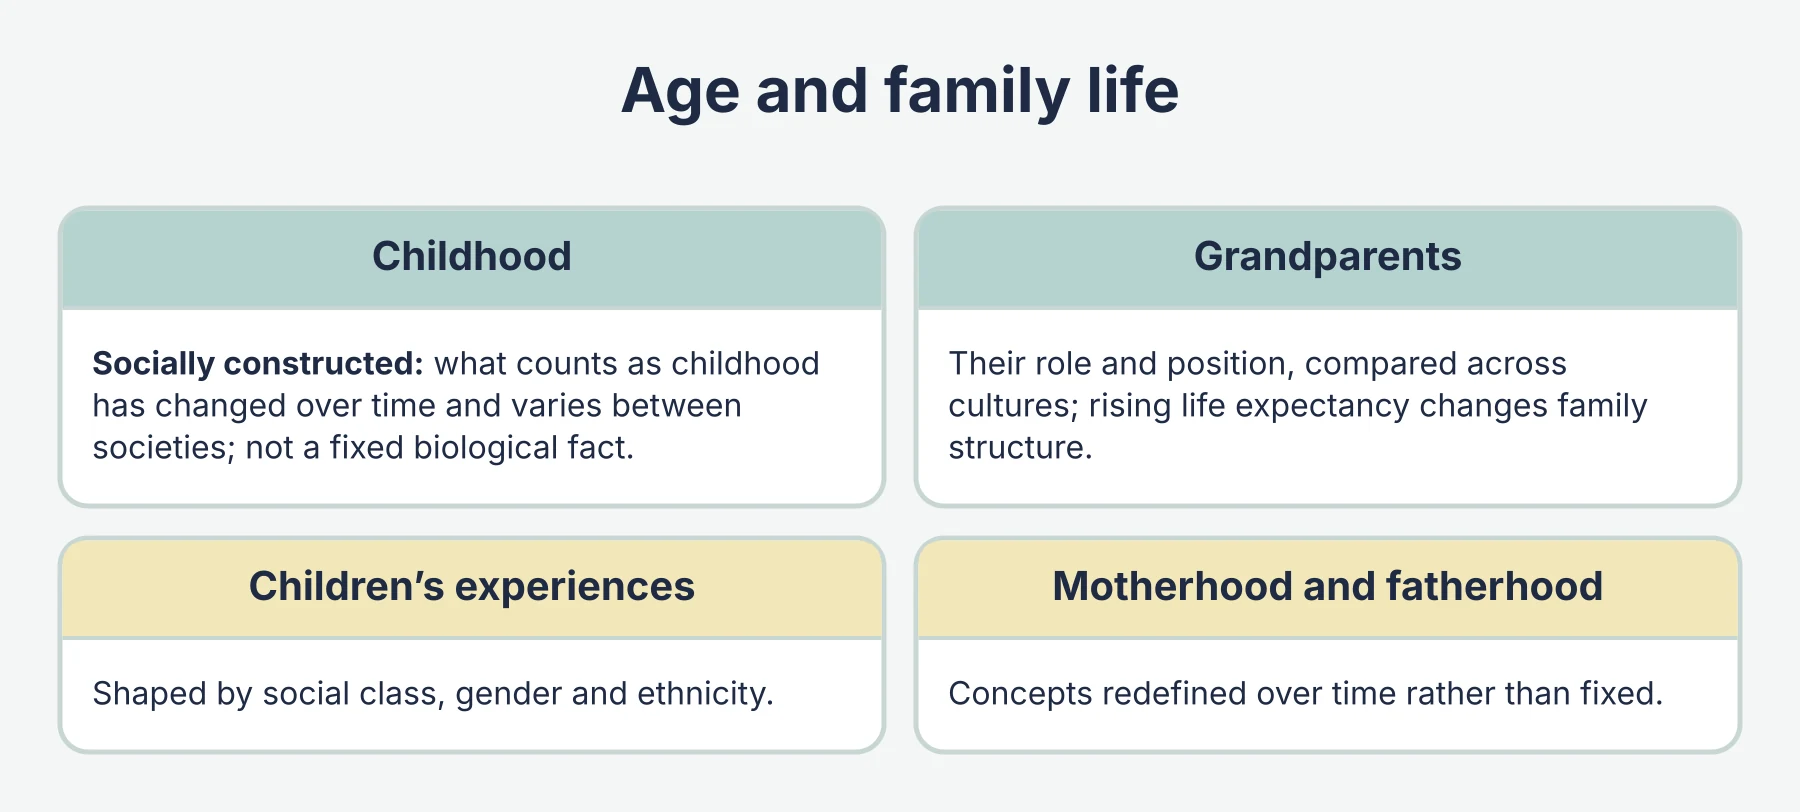 Age and family life
Childhood
Socially constructed: what counts as childhood
has changed over time and varies between
societies; not a fixed biological fact.
Grandparents
Their role and position, compared across
cultures; rising life expectancy changes family
structure.
Children’s experiences
Shaped by social class, gender and ethnicity.
Motherhood and fatherhood
Concepts redefined over time rather than fixed.